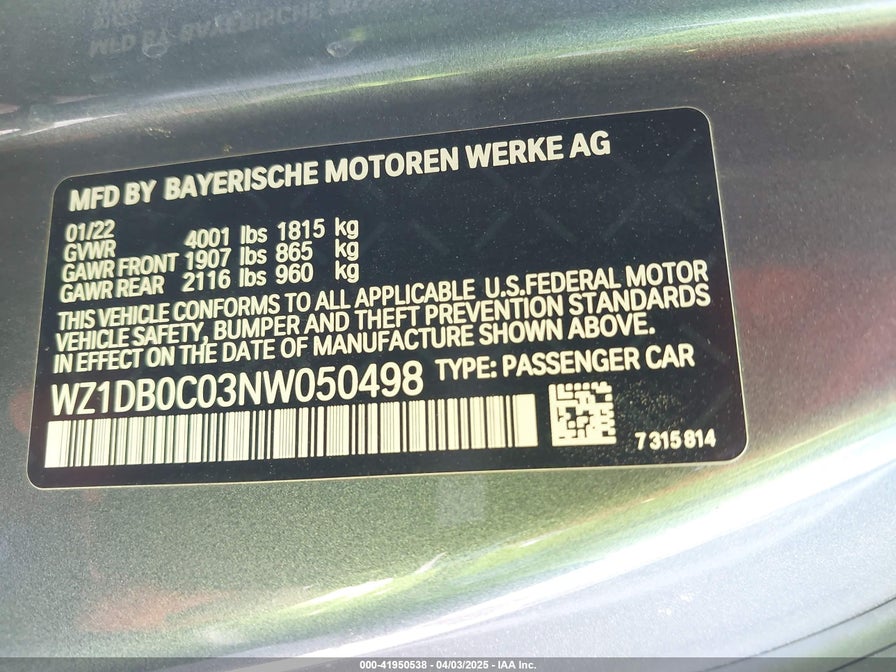 MFD BY BAYERISCHE MOTOREN WERKE AG
01/22
GVWR 4001 lbs 1815 kg
GAWR FRONT 1907 lbs 865 kg
GAWR REAR 2116 lbs 960 kg
THIS VEHICLE CONFORMS TO ALL APPLICABLE U.S.FEDERAL MOTOR
VEHICLE SAFETY, BUMPER AND THEFT PREVENTION STANDARDS
IN EFFECT ON THE DATE OF MANUFACTURE SHOWN ABOVE.
WZ1DB0C03NW050498 TYPE: PASSENGER CAR
7 315 814
000-41950538 - 04/03/2025 - IAA Inc.